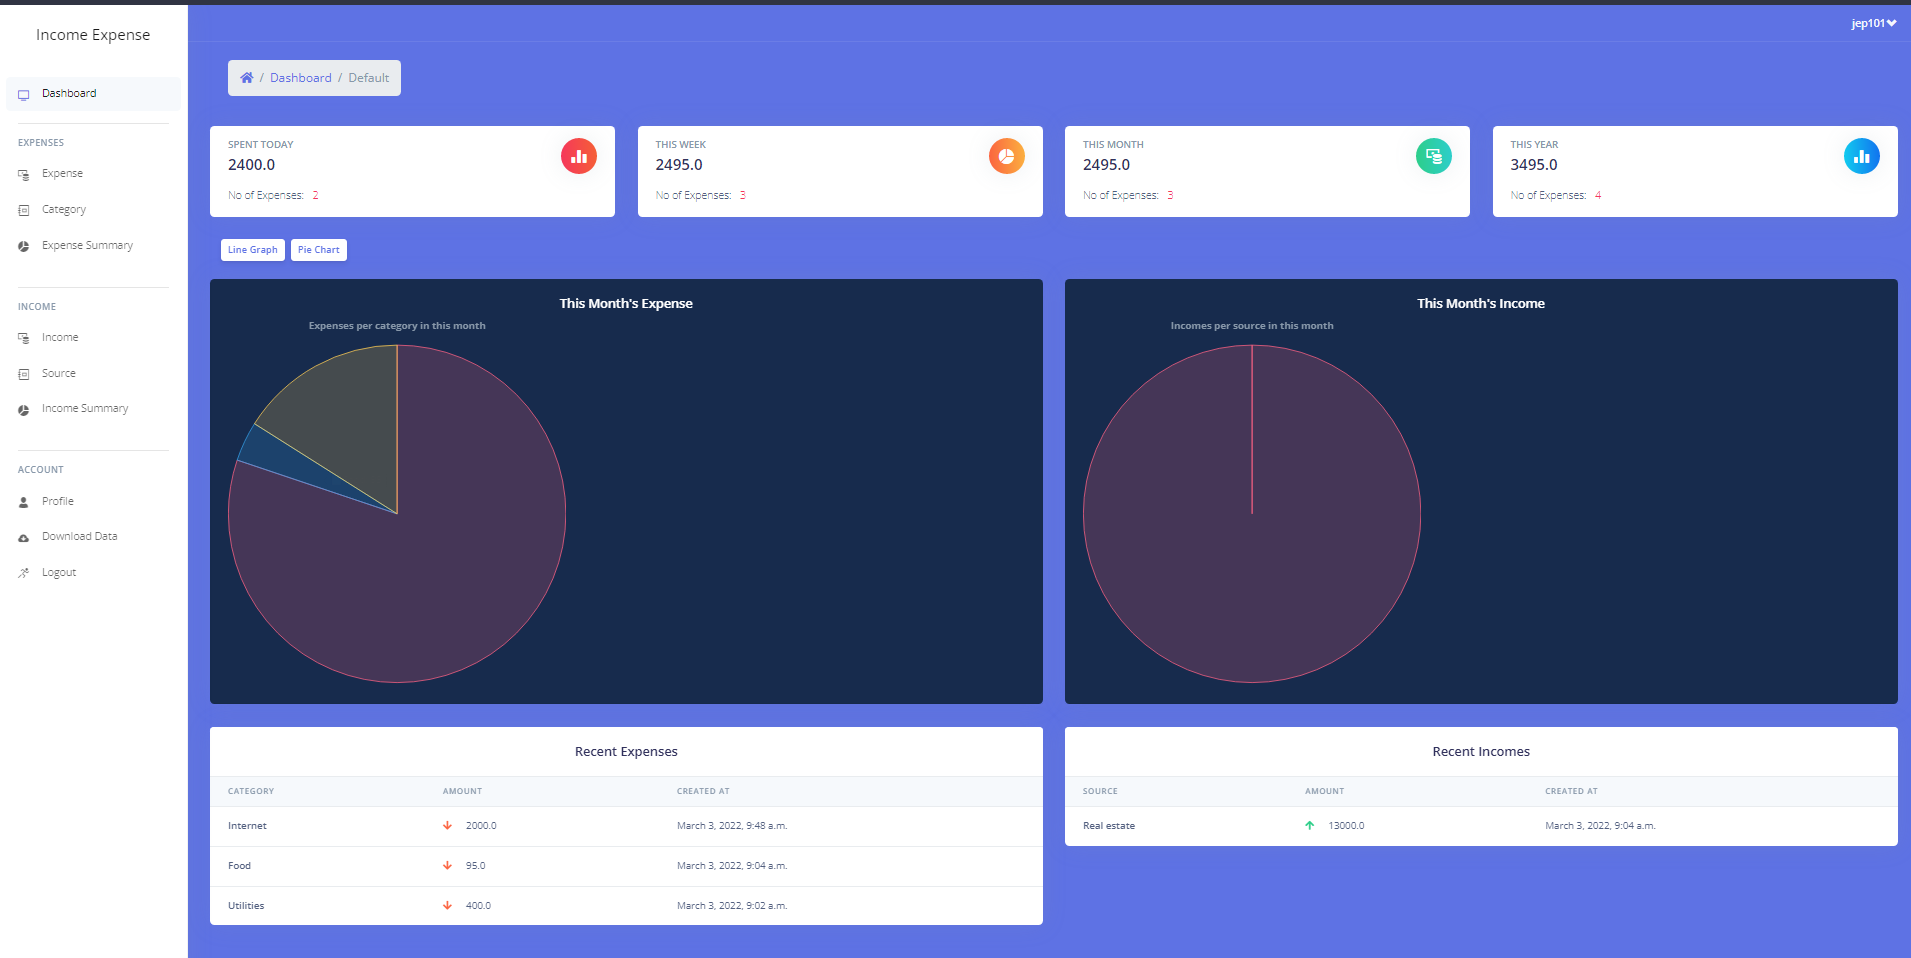 Income Expense
jep101
Dashboard
EXPENSES
Expense
Category
Expense Summary
INCOME
Income
Source
Income Summary
ACCOUNT
Profile
Download Data
Logout
/ Dashboard / Default
SPENT TODAY
2400.0
No of Expenses: 2
THIS WEEK
2495.0
No of Expenses: 3
THIS MONTH
2495.0
No of Expenses: 3
THIS YEAR
3495.0
No of Expenses: 4
Line Graph
Pie Chart
This Month's Expense
Expenses per category in this month
This Month's Income
Incomes per source in this month
Recent Expenses
CATEGORY AMOUNT CREATED AT
Internet 2000.0 March 3, 2022, 9:48 a.m.
Food 95.0 March 3, 2022, 9:04 a.m.
Utilities 400.0 March 3, 2022, 9:02 a.m.
Recent Incomes
SOURCE AMOUNT CREATED AT
Real estate 13000.0 March 3, 2022, 9:04 a.m.